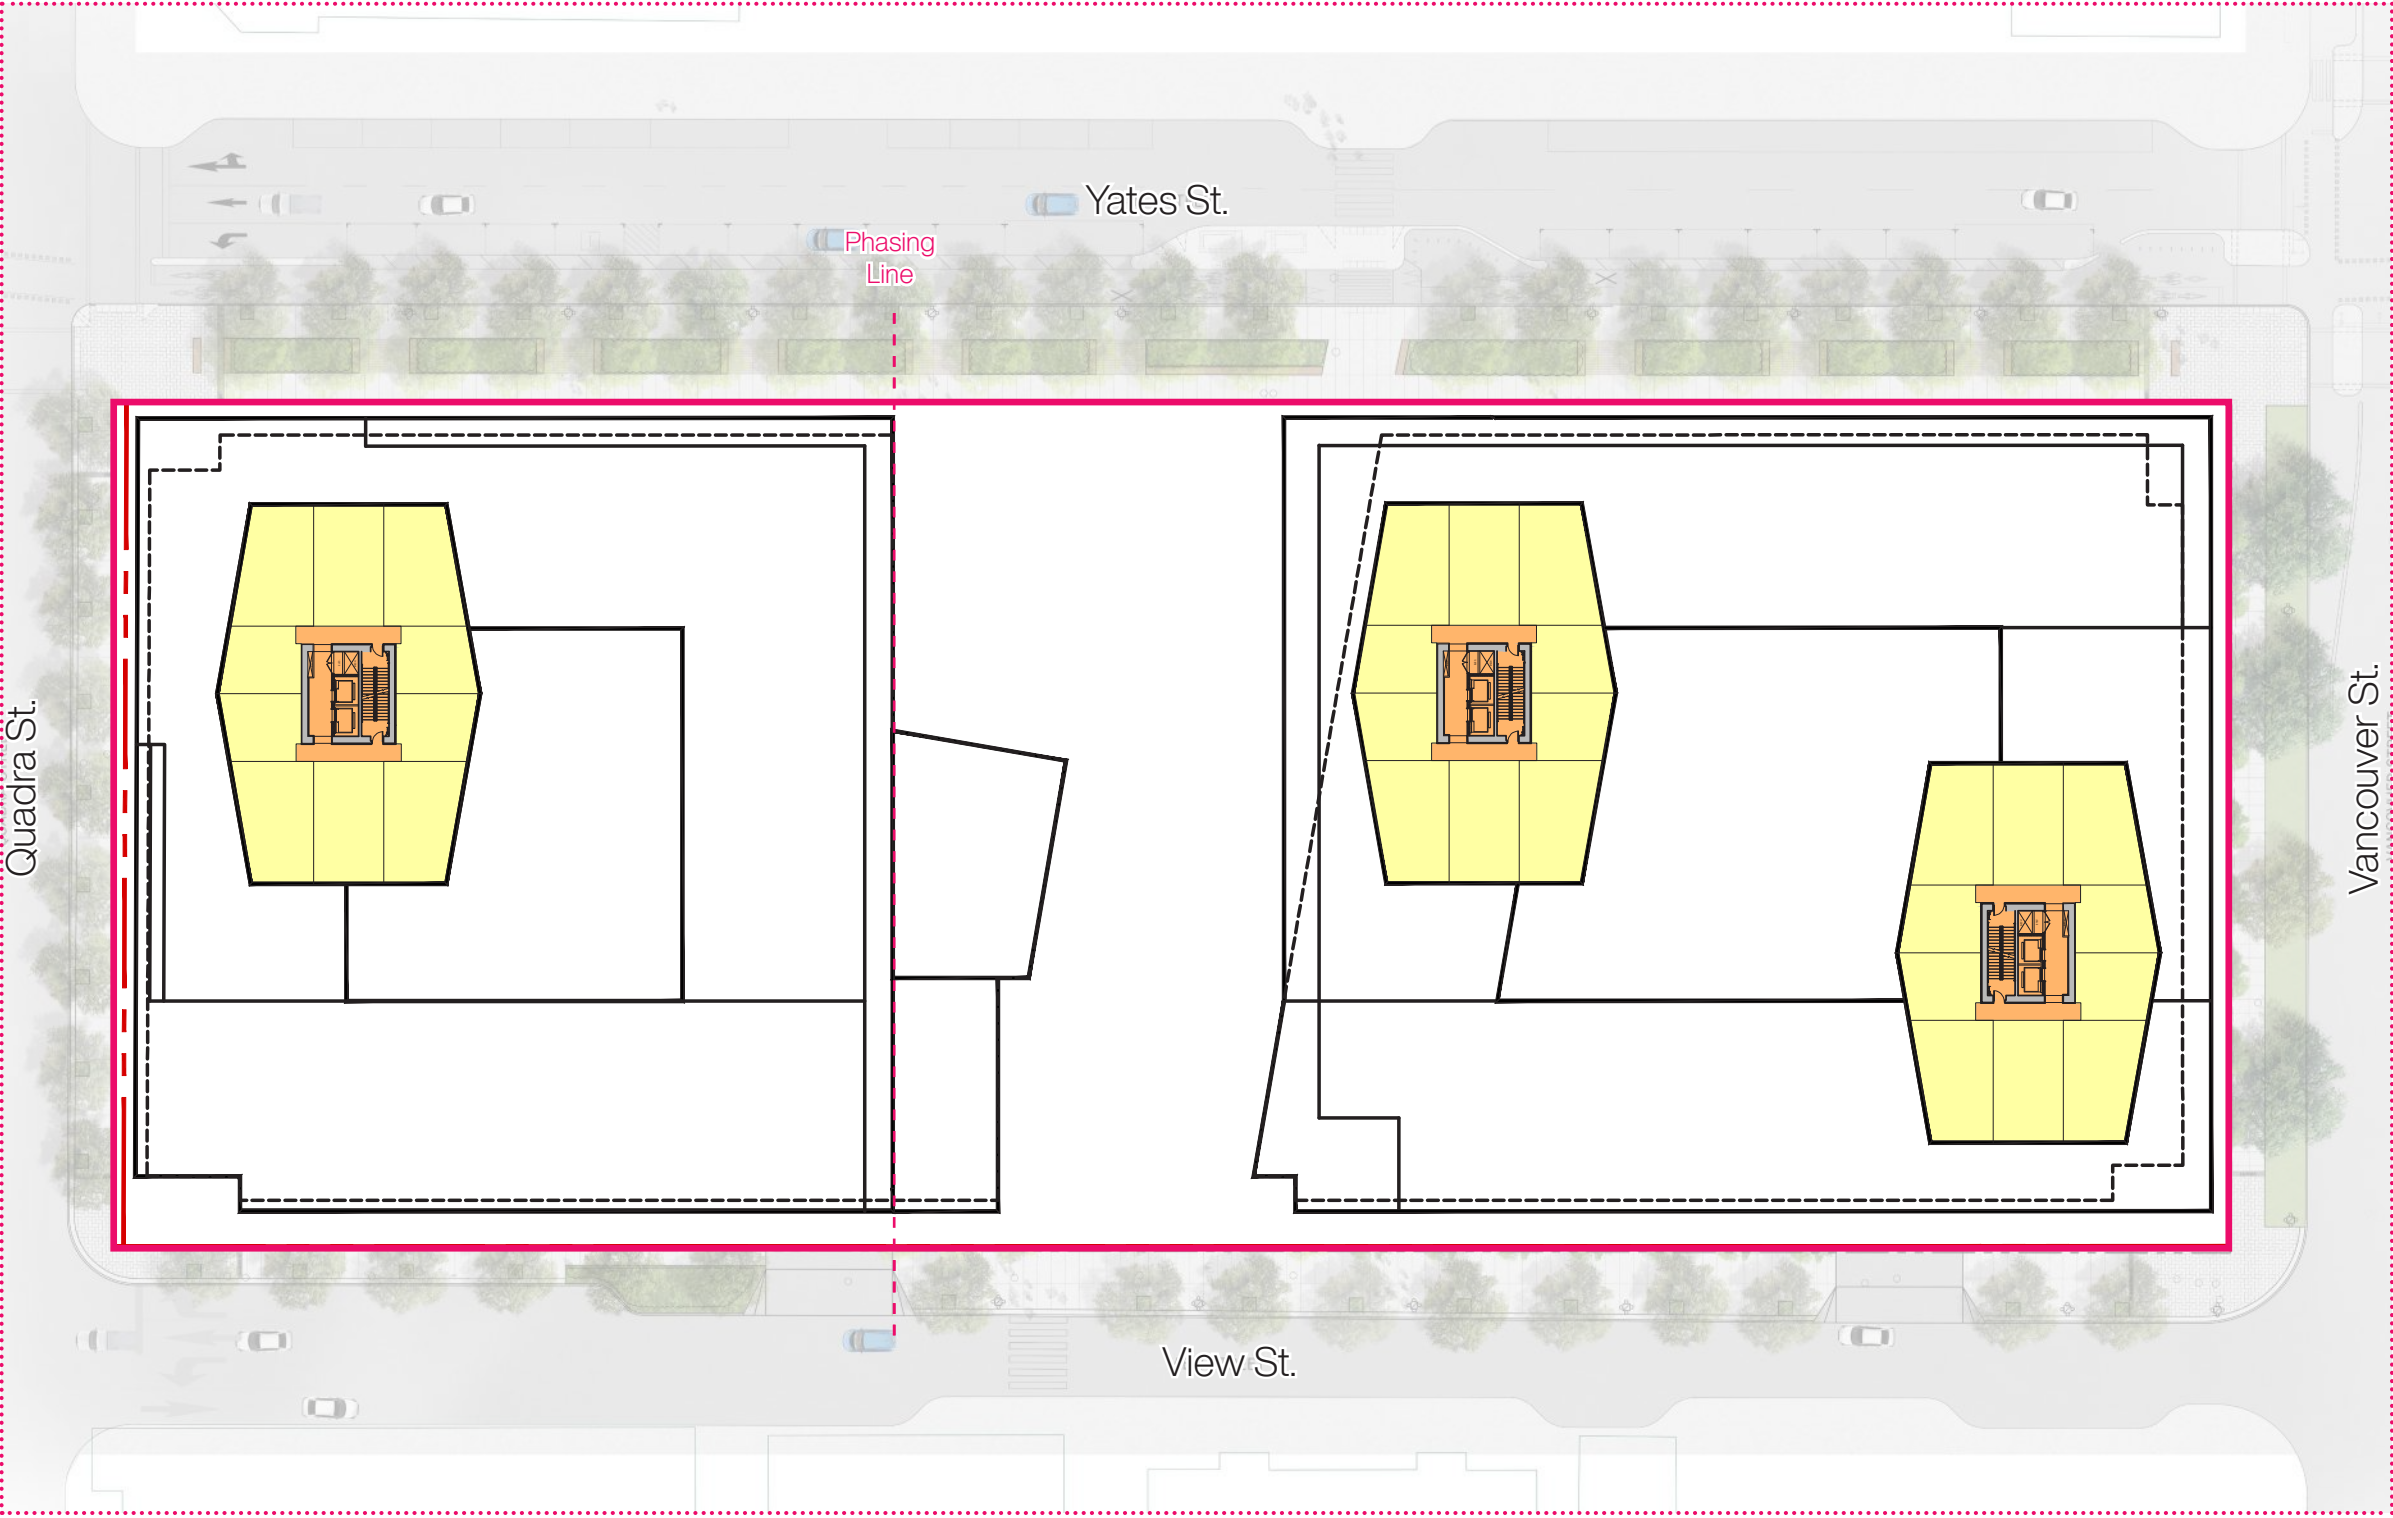 Yates St.
Phasing
Line
Quadra St.
Vancouver St.
View St.